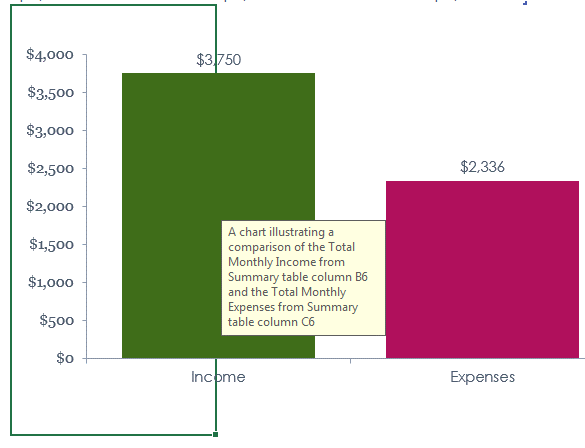 $4,000
$3,500
$3,000
$2,500
$2,000
$1,500
$1,000
$500
$0
$3,750
$2,336
A chart illustrating a
comparison of the Total
Monthly Income from
Summary table column B6
and the Total Monthly
Expenses from Summary
table column C6
Income
Expenses